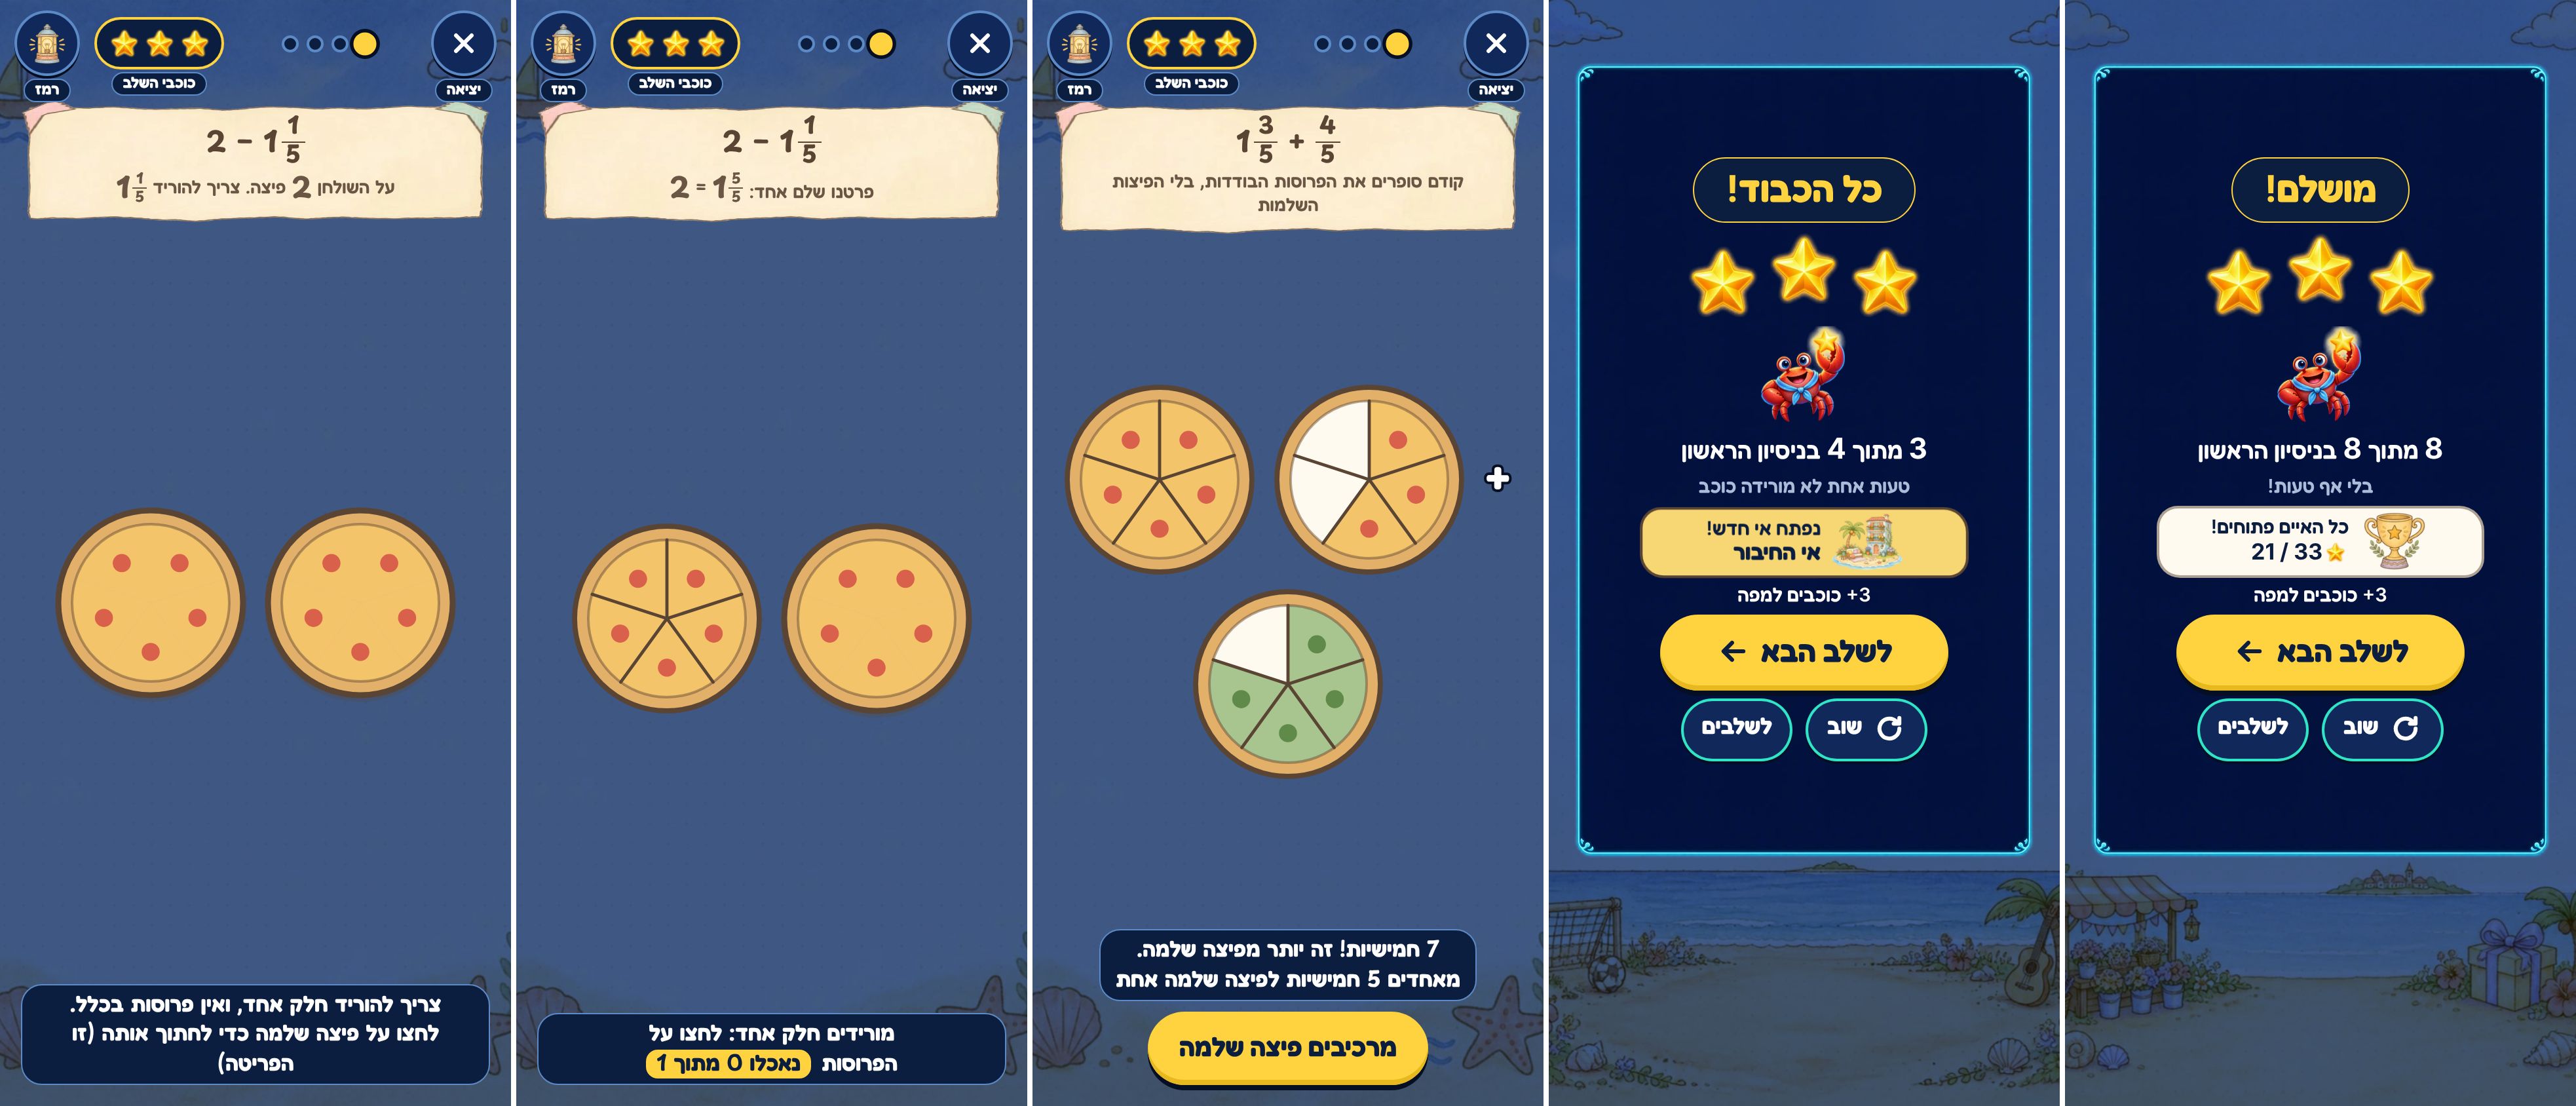 יציאה
כוכבי השלב
רמז
2 − 1 1/5
על השולחן 2 פיצה. צריך להוריד 1 1/5
צריך להוריד חלק אחד, ואין פרוסות בכלל.
לחצו על פיצה שלמה כדי לחתוך אותה (זו
הפריטה)
יציאה
כוכבי השלב
רמז
2 − 1 1/5
פרטנו שלם אחד: 2 = 1 5/5
מורידים חלק אחד: לחצו על
הפרוסות נאכלו 0 מתוך 1
יציאה
כוכבי השלב
רמז
1 3/5 + 4/5
קודם סופרים את הפרוסות הבודדות, בלי הפיצות
השלמות
+
7 חמישיות! זה יותר מפיצה שלמה.
מאחדים 5 חמישיות לפיצה שלמה אחת
מרכיבים פיצה שלמה
כל הכבוד!
3 מתוך 4 בניסיון הראשון
טעות אחת לא מורידה כוכב
נפתח אי חדש!
אי החיבור
+3 כוכבים למפה
לשלב הבא ←
שוב
לשלבים
מושלם!
8 מתוך 8 בניסיון הראשון
בלי אף טעות!
כל האיים פתוחים!
21 / 33
+3 כוכבים למפה
לשלב הבא ←
שוב
לשלבים